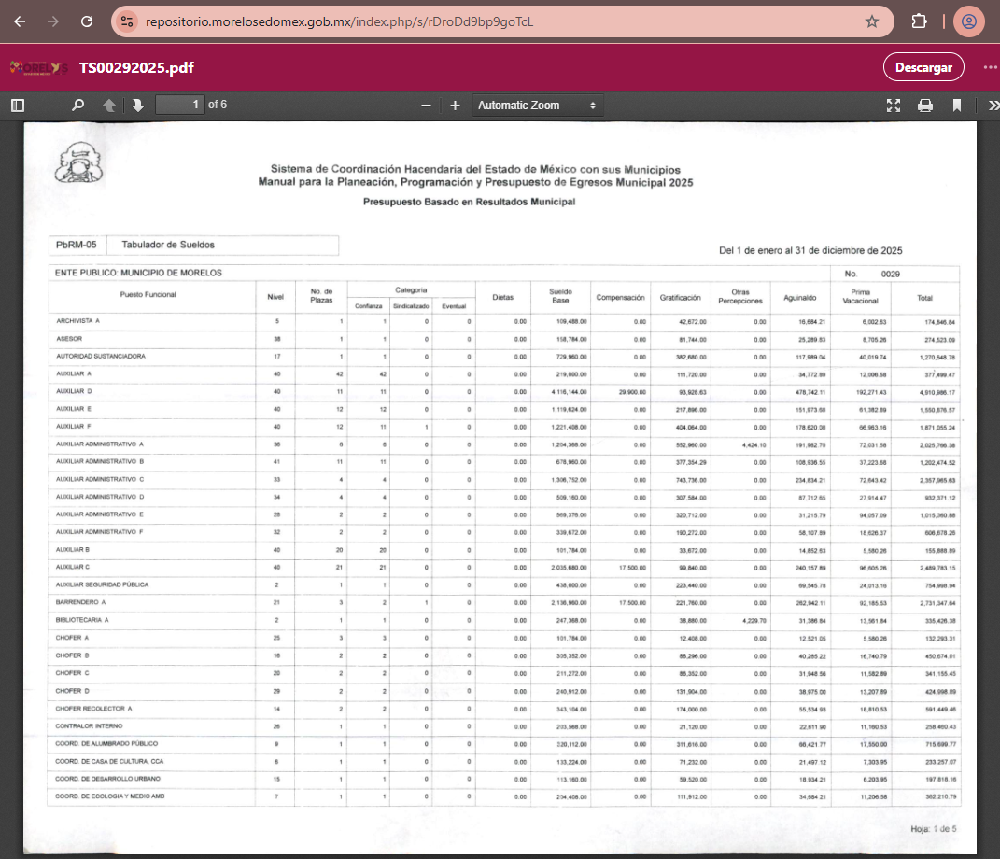 repositorio.morelosedomex.gob.mx/index.php/s/rDroDd9bp9goTcL
MORELOS TS00292025.pdf Descargar
1 of 6 Automatic Zoom
Sistema de Coordinación Hacendaria del Estado de México con sus Municipios
Manual para la Planeación, Programación y Presupuesto de Egresos Municipal 2025
Presupuesto Basado en Resultados Municipal
PbRM-05 Tabulador de Sueldos
Del 1 de enero al 31 de diciembre de 2025
ENTE PUBLICO: MUNICIPIO DE MORELOS No. 0029
Puesto Funcional Nivel No. de Plazas Categoria Confianza Sindicalizado Eventual Dietas Sueldo Base Compensación Gratificación Otras Percepciones Aguinaldo Prima Vacacional Total
ARCHIVISTA A 5 1 1 0 0 0.00 109,488.00 0.00 42,672.00 0.00 16,684.21 6,002.63 174,846.84
ASESOR 38 1 1 0 0 0.00 158,784.00 0.00 81,744.00 0.00 25,289.83 8,705.26 274,523.09
AUTORIDAD SUSTANCIADORA 17 1 1 0 0 0.00 729,960.00 0.00 382,680.00 0.00 117,989.04 40,019.74 1,270,648.78
AUXILIAR A 40 42 42 0 0 0.00 219,000.00 0.00 111,720.00 0.00 34,772.89 12,006.58 377,499.47
AUXILIAR D 40 11 11 0 0 0.00 4,116,144.00 29,900.00 93,928.63 0.00 478,742.11 192,271.43 4,910,986.17
AUXILIAR E 40 12 12 0 0 0.00 1,119,624.00 0.00 217,896.00 0.00 151,973.68 61,382.89 1,550,876.57
AUXILIAR F 40 12 11 1 0 0.00 1,221,408.00 0.00 404,064.00 0.00 178,620.08 66,963.16 1,871,055.24
AUXILIAR ADMINISTRATIVO A 36 6 6 0 0 0.00 1,204,368.00 0.00 552,960.00 4,424.10 191,982.70 72,031.58 2,025,766.38
AUXILIAR ADMINISTRATIVO B 41 11 11 0 0 0.00 678,960.00 0.00 377,354.29 0.00 108,936.55 37,223.68 1,202,474.52
AUXILIAR ADMINISTRATIVO C 33 4 4 0 0 0.00 1,306,752.00 0.00 743,736.00 0.00 234,834.21 72,643.42 2,357,965.63
AUXILIAR ADMINISTRATIVO D 34 4 4 0 0 0.00 509,160.00 0.00 307,584.00 0.00 87,712.65 27,914.47 932,371.12
AUXILIAR ADMINISTRATIVO E 28 2 2 0 0 0.00 569,376.00 0.00 320,712.00 0.00 31,215.79 94,057.09 1,015,360.88
AUXILIAR ADMINISTRATIVO F 32 2 2 0 0 0.00 339,672.00 0.00 190,272.00 0.00 58,107.89 18,626.37 606,678.26
AUXILIAR B 40 20 20 0 0 0.00 101,784.00 0.00 33,672.00 0.00 14,852.63 5,580.26 155,888.89
AUXILIAR C 40 21 21 0 0 0.00 2,035,680.00 17,500.00 99,840.00 0.00 240,157.89 96,605.26 2,489,783.15
AUXILIAR SEGURIDAD PÚBLICA 2 1 1 0 0 0.00 438,000.00 0.00 223,440.00 0.00 69,545.78 24,013.16 754,998.94
BARRENDERO A 21 3 2 1 0 0.00 2,136,960.00 17,500.00 221,760.00 0.00 262,942.11 92,185.53 2,731,347.64
BIBLIOTECARIA A 2 1 1 0 0 0.00 247,368.00 0.00 38,880.00 4,229.70 31,386.84 13,561.84 335,426.38
CHOFER A 25 3 3 0 0 0.00 101,784.00 0.00 12,408.00 0.00 12,521.05 5,580.26 132,293.31
CHOFER B 16 2 2 0 0 0.00 305,352.00 0.00 88,296.00 0.00 40,285.22 16,740.79 450,674.01
CHOFER C 20 2 2 0 0 0.00 211,272.00 0.00 86,352.00 0.00 31,948.56 11,582.89 341,155.45
CHOFER D 29 2 2 0 0 0.00 240,912.00 0.00 131,904.00 0.00 38,975.00 13,207.89 424,998.89
CHOFER RECOLECTOR A 14 2 2 0 0 0.00 343,104.00 0.00 174,000.00 0.00 55,534.93 18,810.53 591,449.46
CONTRALOR INTERNO 26 1 1 0 0 0.00 203,568.00 0.00 21,120.00 0.00 22,611.90 11,160.53 258,460.43
COORD. DE ALUMBRADO PÚBLICO 9 1 1 0 0 0.00 320,112.00 0.00 311,616.00 0.00 66,421.77 17,550.00 715,699.77
COORD. DE CASA DE CULTURA, CCA 6 1 1 0 0 0.00 133,224.00 0.00 71,232.00 0.00 21,497.12 7,303.95 233,257.07
COORD. DE DESARROLLO URBANO 15 1 1 0 0 0.00 113,160.00 0.00 59,520.00 0.00 18,934.21 6,203.95 197,818.16
COORD. DE ECOLOGIA Y MEDIO AMB 7 1 1 0 0 0.00 204,408.00 0.00 111,912.00 0.00 34,684.21 11,206.58 362,210.79
Hoja: 1 de 5